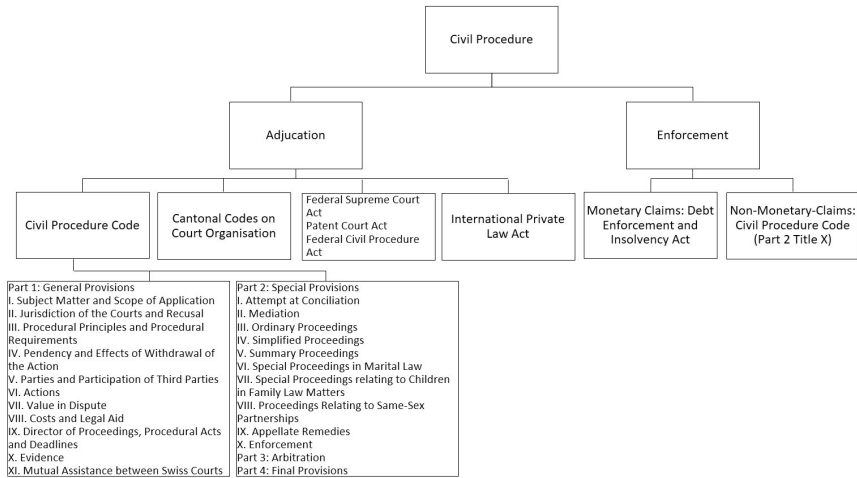 Civil Procedure
Adjucation
Enforcement
Civil Procedure Code
Cantonal Codes on
Court Organisation
Federal Supreme Court
Act
Patent Court Act
Federal Civil Procedure
Act
International Private
Law Act
Monetary Claims: Debt
Enforcement and
Insolvency Act
Non-Monetary-Claims:
Civil Procedure Code
(Part 2 Title X)
Part 1: General Provisions
I. Subject Matter and Scope of Application
II. Jurisdiction of the Courts and Recusal
III. Procedural Principles and Procedural
Requirements
IV. Pendency and Effects of Withdrawal of
the Action
V. Parties and Participation of Third Parties
VI. Actions
VII. Value in Dispute
VIII. Costs and Legal Aid
IX. Director of Proceedings, Procedural Acts
and Deadlines
X. Evidence
XI. Mutual Assistance between Swiss Courts
Part 2: Special Provisions
I. Attempt at Conciliation
II. Mediation
III. Ordinary Proceedings
IV. Simplified Proceedings
V. Summary Proceedings
VI. Special Proceedings in Marital Law
VII. Special Proceedings relating to Children
in Family Law Matters
VIII. Proceedings Relating to Same-Sex
Partnerships
IX. Appellate Remedies
X. Enforcement
Part 3: Arbitration
Part 4: Final Provisions